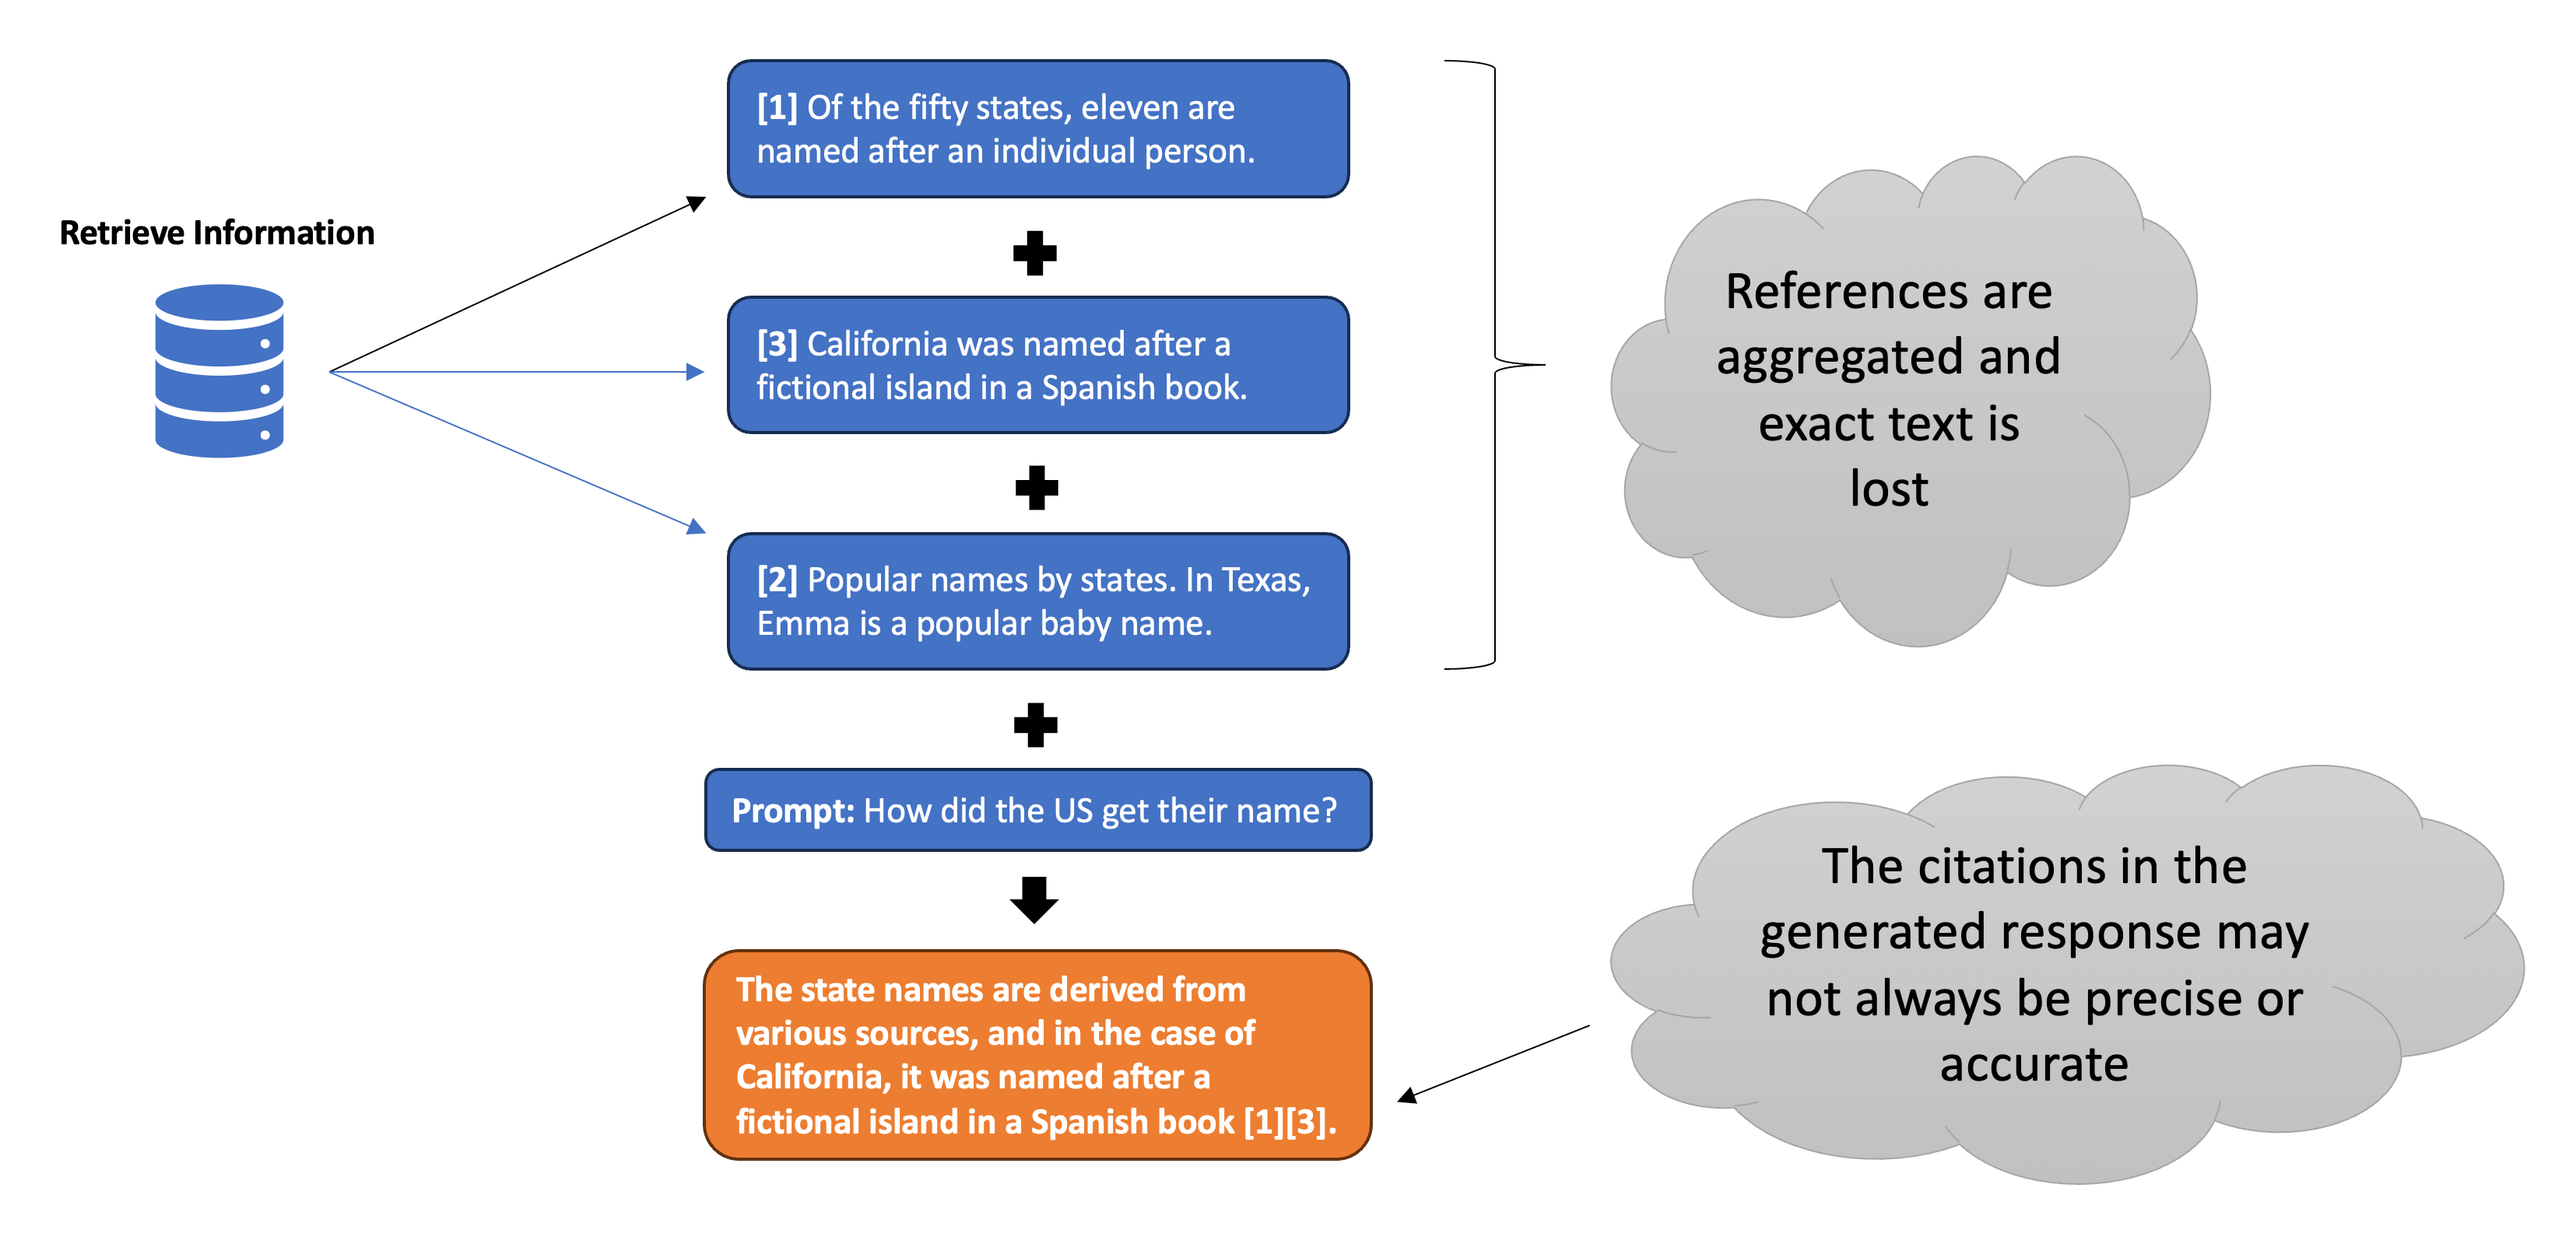 Retrieve Information
[1] Of the fifty states, eleven are
named after an individual person.
[3] California was named after a
fictional island in a Spanish book.
[2] Popular names by states. In Texas,
Emma is a popular baby name.
Prompt: How did the US get their name?
The state names are derived from
various sources, and in the case of
California, it was named after a
fictional island in a Spanish book [1][3].
References are
aggregated and
exact text is
lost
The citations in the
generated response may
not always be precise or
accurate